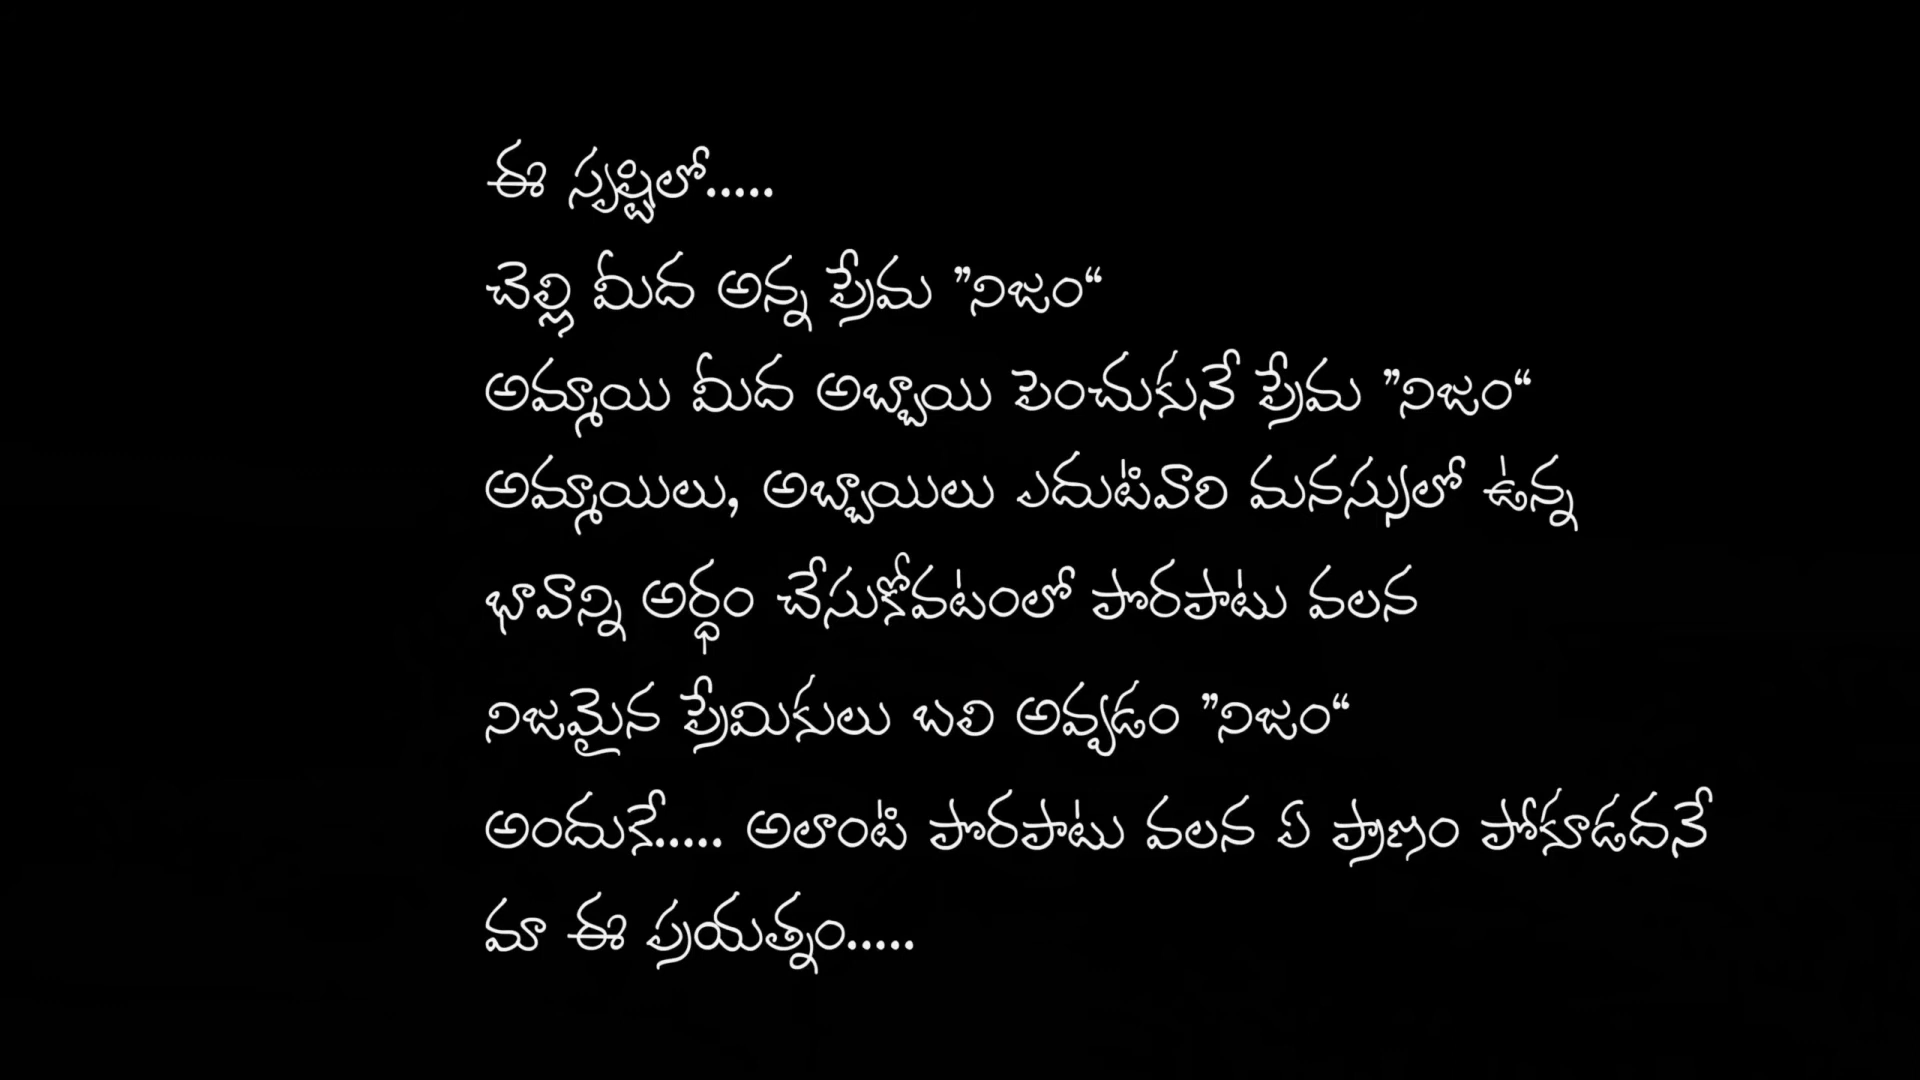 ఈ సృష్టిలో.....
చెల్లి మీద అన్న ప్రేమ ”నిజం“
అమ్మాయి మీద అబ్బాయి పెంచుకునే ప్రేమ ”నిజం“
అమ్మాయిలు, అబ్బాయిలు ఎదుటివారి మనస్సులో ఉన్న
భావాన్ని అర్ధం చేసుకోవటంలో పొరపాటు వలన
నిజమైన ప్రేమికులు బలి అవ్వడం ”నిజం“
అందుకే..... అలాంటి పొరపాటు వలన ఏ ప్రాణం పోకూడదనే
మా ఈ ప్రయత్నం.....